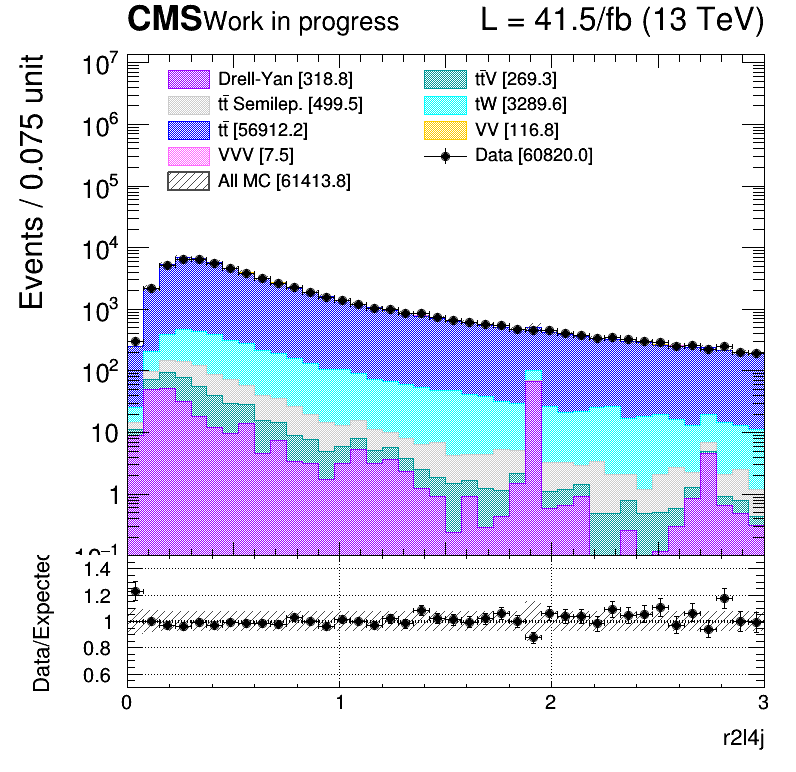 CMS Work in progress L = 41.5/fb (13 TeV)
Events / 0.075 unit
10⁷
10⁶
10⁵
10⁴
10³
10²
10
1
10⁻¹
Drell-Yan [318.8]
tt̄ Semilep. [499.5]
tt̄ [56912.2]
VVV [7.5]
All MC [61413.8]
tt̄V [269.3]
tW [3289.6]
VV [116.8]
Data [60820.0]
Data/Expected
1.4
1.2
1
0.8
0.6
0 1 2 3
r2l4j